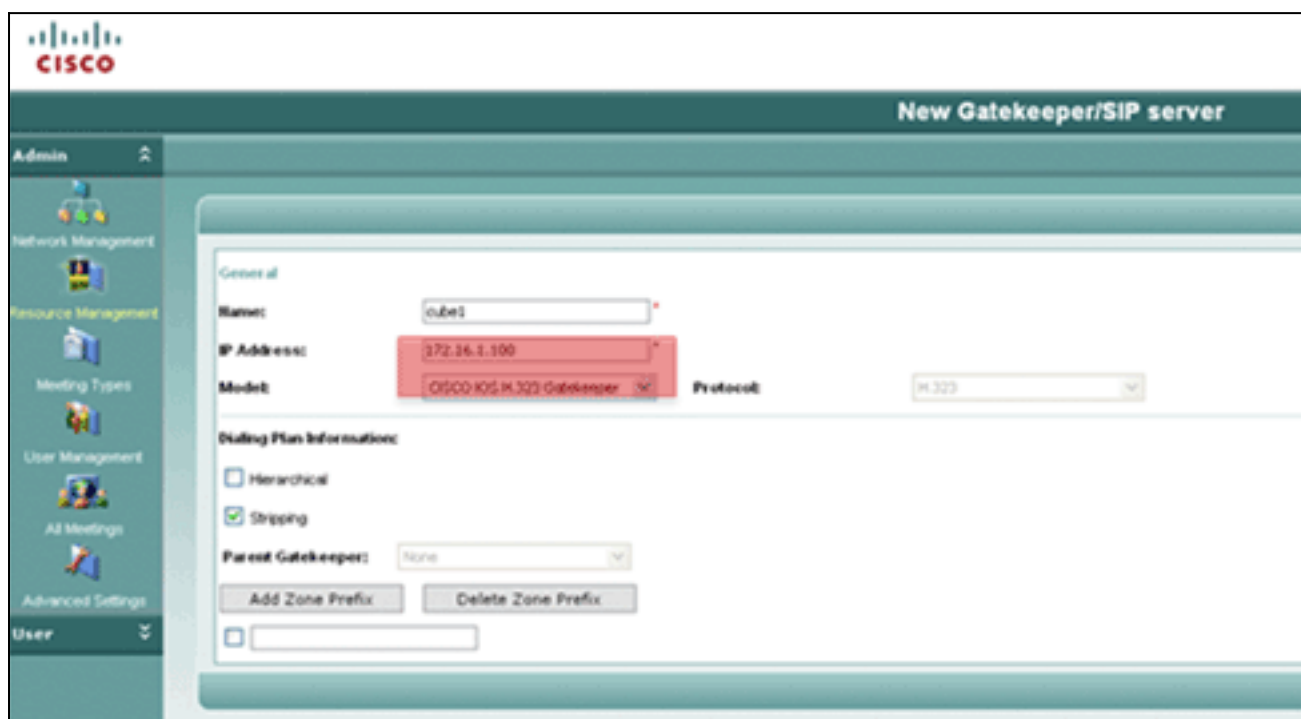 CISCO
New Gatekeeper/SIP server
Admin
Network Management
Resource Management
Meeting Types
User Management
All Meetings
Advanced Settings
User
General
Name: cube1 *
IP Address: 172.16.1.100 *
Model: CISCO IOS H.323 Gatekeeper Protocol: H.323
Dialing Plan Information:
Hierarchical
Stripping
Parent Gatekeeper: None
Add Zone Prefix Delete Zone Prefix